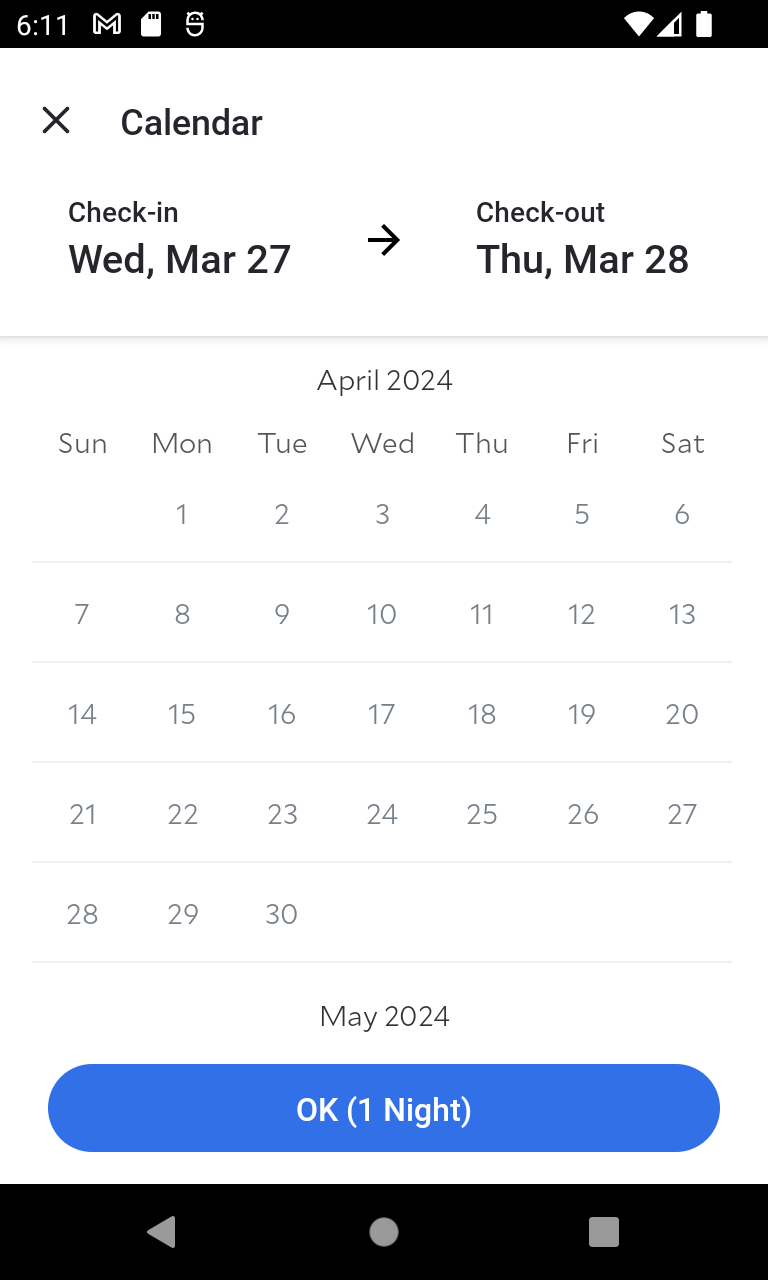 6:11
Calendar
Check-in
Check-out
Wed, Mar 27
Thu, Mar 28
April 2024
Sun Mon Tue Wed Thu Fri Sat
1 2 3 4 5 6
7 8 9 10 11 12 13
14 15 16 17 18 19 20
21 22 23 24 25 26 27
28 29 30
May 2024
OK (1 Night)